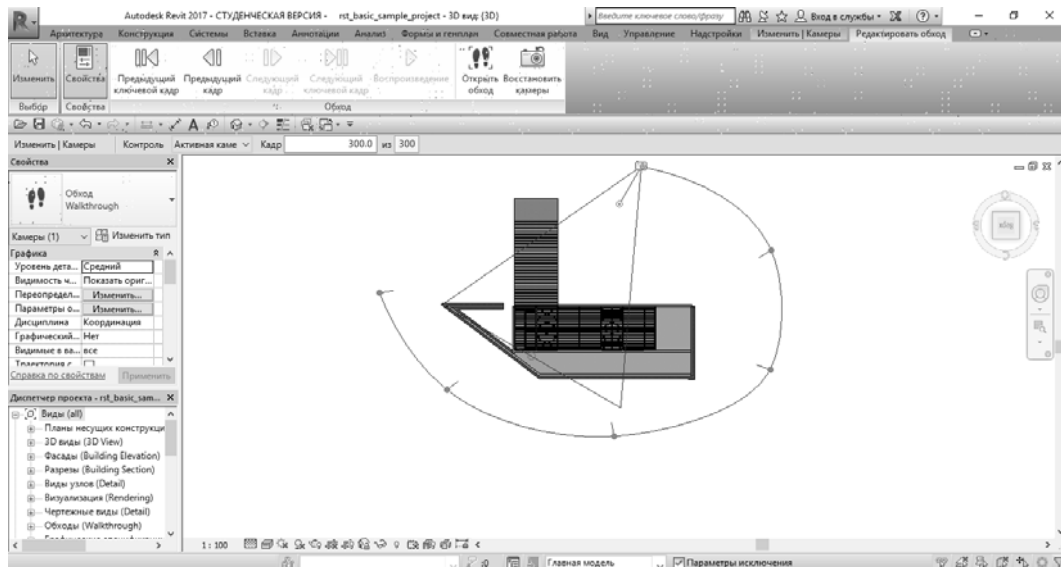 Autodesk Revit 2017 - СТУДЕНЧЕСКАЯ ВЕРСИЯ - rst_basic_sample_project - 3D вид: {3D}
Введите ключевое слово/фразу
Вход в службы
Архитектура Конструкция Системы Вставка Аннотации Анализ Формы и генплан Совместная работа Вид Управление Надстройки Изменить | Камеры Редактировать обход
Изменить
Свойства
Предыдущий ключевой кадр
Предыдущий кадр
Следующий кадр
Следующий ключевой кадр
Воспроизведение
Открыть обход
Восстановить камеры
Выбор Свойства Обход
Изменить | Камеры Контроль Активная каме Кадр 300.0 из 300
Свойства
Обход
Walkthrough
Камеры (1) Изменить тип
Графика
Уровень дета... Средний
Видимость ч... Показать ориг...
Переопредел... Изменить...
Параметры о... Изменить...
Дисциплина Координация
Графический... Нет
Видимые в ва... все
Траектория с
Справка по свойствам Применить
Диспетчер проекта - rst_basic_sam...
Виды (all)
Планы несущих конструкци
3D виды (3D View)
Фасады (Building Elevation)
Разрезы (Building Section)
Виды узлов (Detail)
Визуализация (Rendering)
Чертежные виды (Detail)
Обходы (Walkthrough)
1 : 100
:0 Главная модель Параметры исключения